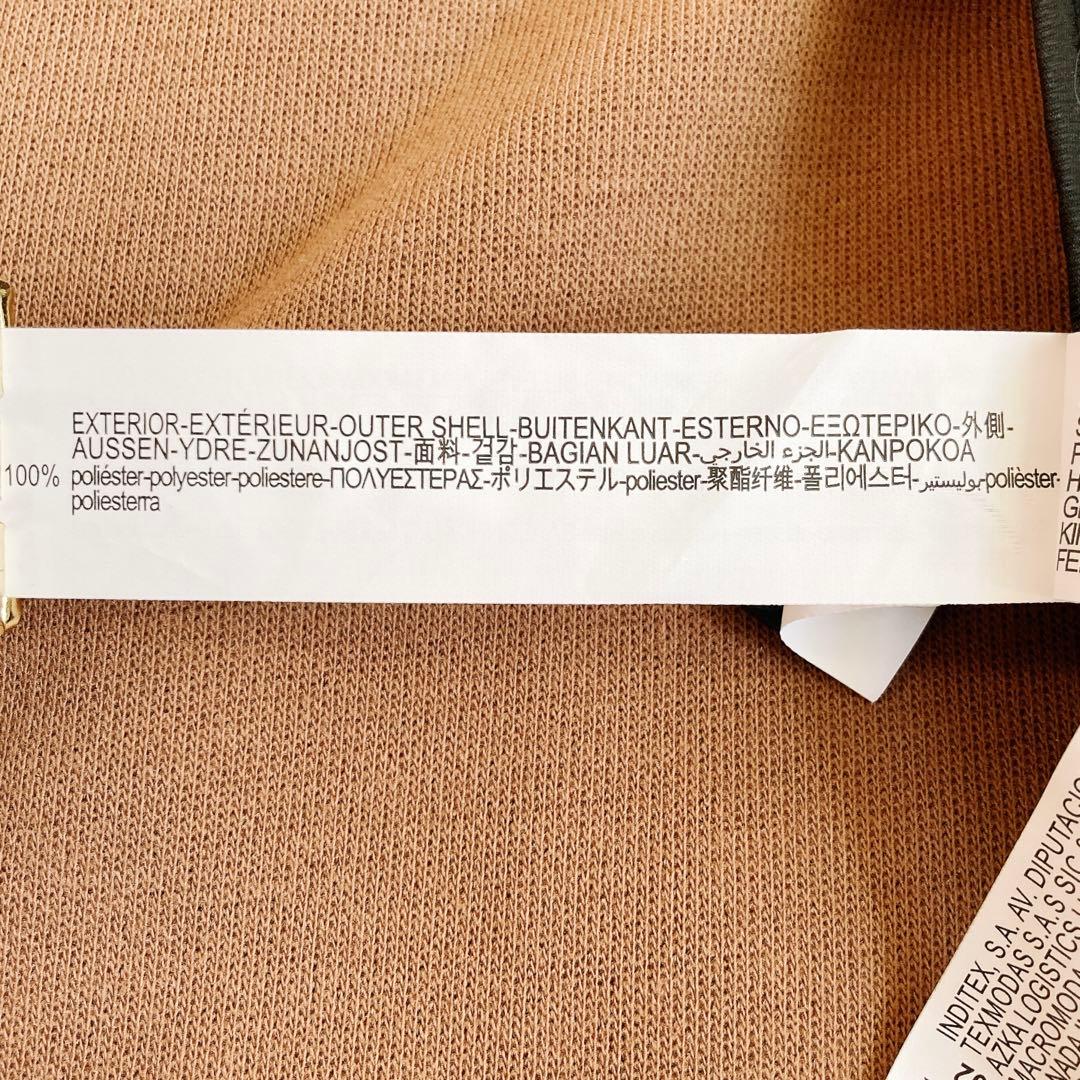 EXTERIOR-EXTÉRIEUR-OUTER SHELL-BUITENKANT-ESTERNO-ΕΞΩΤΕΡΙΚΟ-外側-
AUSSEN-YDRE-ZUNANJOST-面料-겉감-BAGIAN LUAR-الجزء الخارجي-KANPOKOA
100% poliéster-polyester-poliestere-ΠΟΛΥΕΣΤΕΡΑΣ-ポリエステル-poliester-聚酯纤维-폴리에스터-بوليستير-polièster-
poliesterra
INDITEX, S.A. AV. DIPUTACIO
TEXMODAS S.A.S SIC
AZKA LOGISTICS
MACROMODA